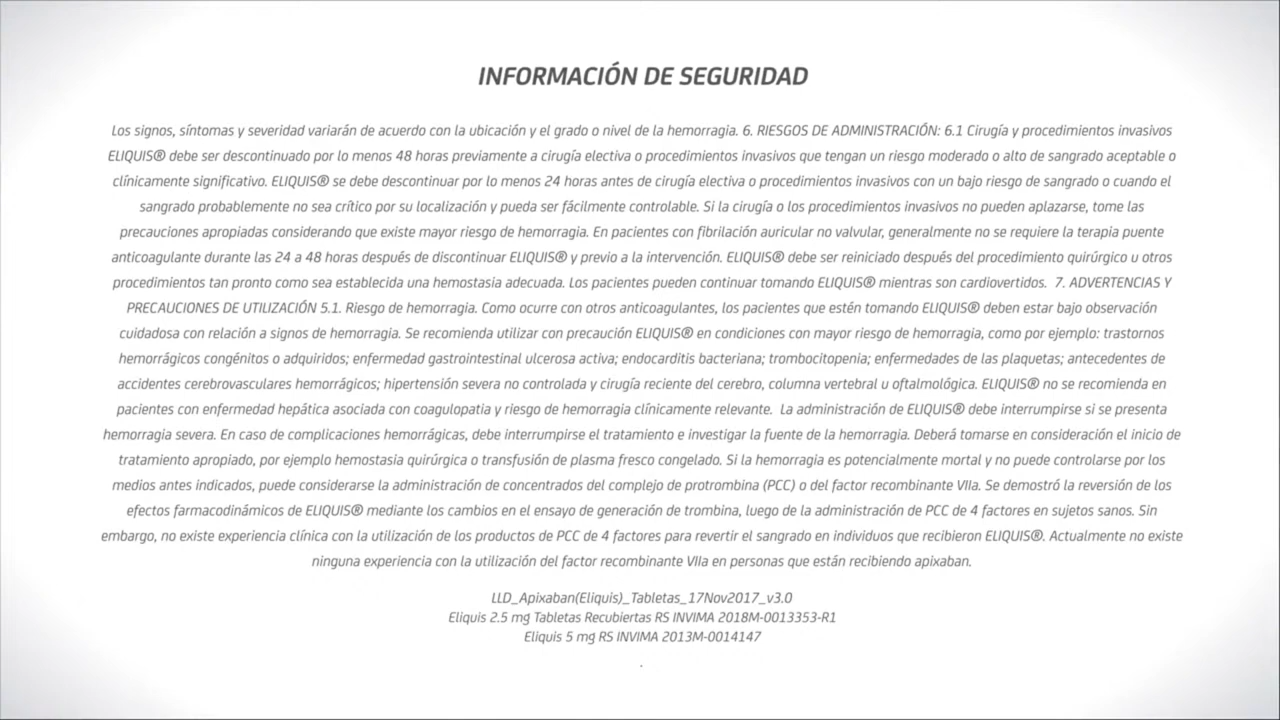 INFORMACIÓN DE SEGURIDAD
Los signos, síntomas y severidad variarán de acuerdo con la ubicación y el grado o nivel de la hemorragia. 6. RIESGOS DE ADMINISTRACIÓN: 6.1 Cirugía y procedimientos invasivos
ELIQUIS® debe ser descontinuado por lo menos 48 horas previamente a cirugía electiva o procedimientos invasivos que tengan un riesgo moderado o alto de sangrado aceptable o
clínicamente significativo. ELIQUIS® se debe descontinuar por lo menos 24 horas antes de cirugía electiva o procedimientos invasivos con un bajo riesgo de sangrado o cuando el
sangrado probablemente no sea crítico por su localización y pueda ser fácilmente controlable. Si la cirugía o los procedimientos invasivos no pueden aplazarse, tome las
precauciones apropiadas considerando que existe mayor riesgo de hemorragia. En pacientes con fibrilación auricular no valvular, generalmente no se requiere la terapia puente
anticoagulante durante las 24 a 48 horas después de discontinuar ELIQUIS® y previo a la intervención. ELIQUIS® debe ser reiniciado después del procedimiento quirúrgico u otros
procedimientos tan pronto como sea establecida una hemostasia adecuada. Los pacientes pueden continuar tomando ELIQUIS® mientras son cardiovertidos. 7. ADVERTENCIAS Y
PRECAUCIONES DE UTILIZACIÓN 5.1. Riesgo de hemorragia. Como ocurre con otros anticoagulantes, los pacientes que estén tomando ELIQUIS® deben estar bajo observación
cuidadosa con relación a signos de hemorragia. Se recomienda utilizar con precaución ELIQUIS® en condiciones con mayor riesgo de hemorragia, como por ejemplo: trastornos
hemorrágicos congénitos o adquiridos; enfermedad gastrointestinal ulcerosa activa; endocarditis bacteriana; trombocitopenia; enfermedades de las plaquetas; antecedentes de
accidentes cerebrovasculares hemorrágicos; hipertensión severa no controlada y cirugía reciente del cerebro, columna vertebral u oftalmológica. ELIQUIS® no se recomienda en
pacientes con enfermedad hepática asociada con coagulopatia y riesgo de hemorragia clínicamente relevante. La administración de ELIQUIS® debe interrumpirse si se presenta
hemorragia severa. En caso de complicaciones hemorrágicas, debe interrumpirse el tratamiento e investigar la fuente de la hemorragia. Deberá tomarse en consideración el inicio de
tratamiento apropiado, por ejemplo hemostasia quirúrgica o transfusión de plasma fresco congelado. Si la hemorragia es potencialmente mortal y no puede controlarse por los
medios antes indicados, puede considerarse la administración de concentrados del complejo de protrombina (PCC) o del factor recombinante VIIa. Se demostró la reversión de los
efectos farmacodinámicos de ELIQUIS® mediante los cambios en el ensayo de generación de trombina, luego de la administración de PCC de 4 factores en sujetos sanos. Sin
embargo, no existe experiencia clínica con la utilización de los productos de PCC de 4 factores para revertir el sangrado en individuos que recibieron ELIQUIS®. Actualmente no existe
ninguna experiencia con la utilización del factor recombinante VIIa en personas que están recibiendo apixaban.
LLD_Apixaban(Eliquis)_Tabletas_17Nov2017_v3.0
Eliquis 2.5 mg Tabletas Recubiertas RS INVIMA 2018M-0013353-R1
Eliquis 5 mg RS INVIMA 2013M-0014147
.